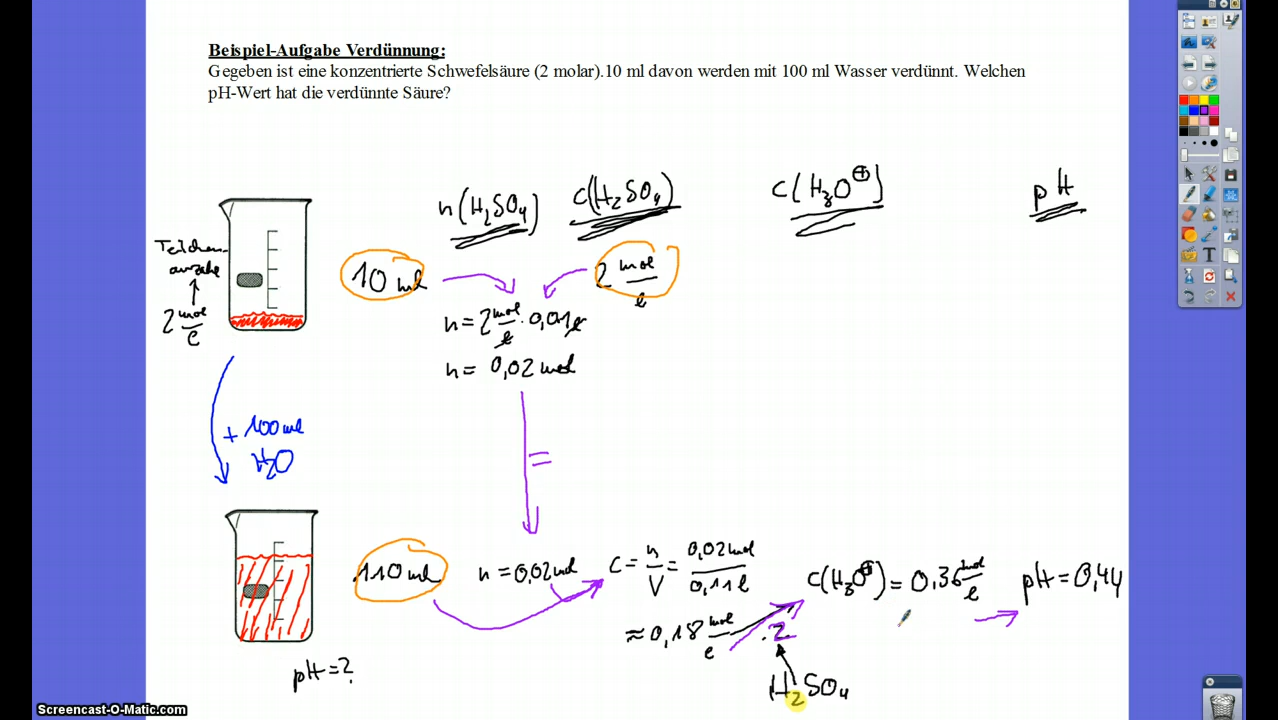 Beispiel-Aufgabe Verdünnung:
Gegeben ist eine konzentrierte Schwefelsäure (2 molar).10 ml davon werden mit 100 ml Wasser verdünnt. Welchen
pH-Wert hat die verdünnte Säure?
n(H₂SO₄) c(H₂SO₄) c(H₃O⊕) pH
Teilchen-
anzahl
2 mol/l
10 ml
2 mol/l
n = 2 mol/l · 0,01 l
n = 0,02 mol
+ 100 ml
H₂O
=
110 ml n = 0,02 mol c = n/V = 0,02 mol/0,11 l c(H₃O⊕) = 0,36 mol/l pH = 0,44
≈ 0,18 mol/l · 2
H₂SO₄
pH = ?
Screencast-O-Matic.com